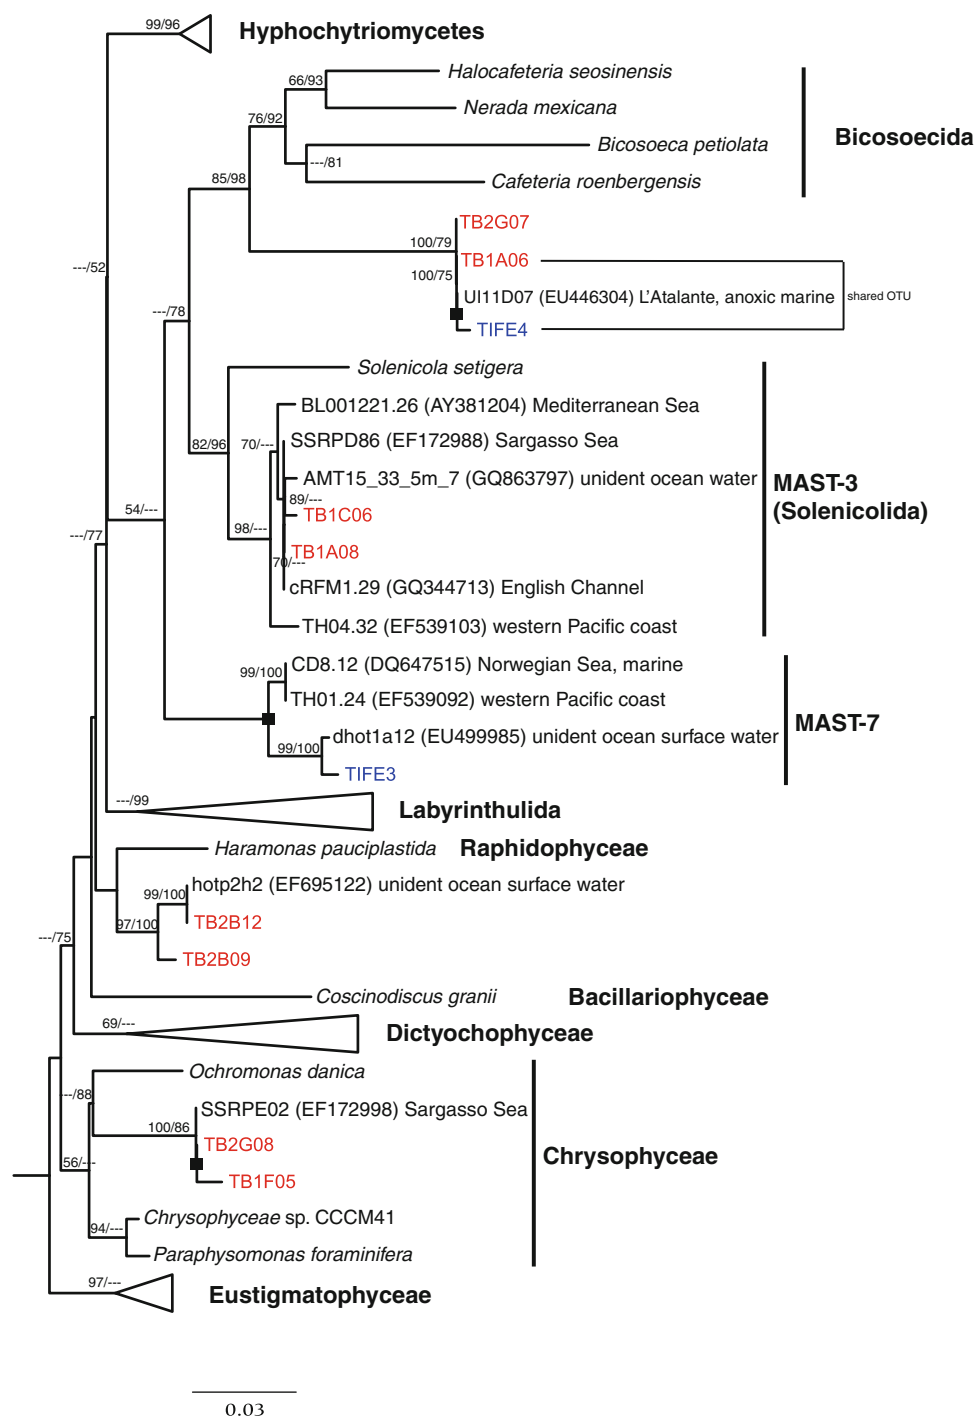 99/96
Hyphochytriomycetes
Halocafeteria seosinensis
66/93
Nerada mexicana
76/92
Bicosoecida
Bicosoeca petiolata
---/81
85/98
Cafeteria roenbergensis
TB2G07
100/79
---/52
TB1A06
100/75
UI11D07 (EU446304) L'Atalante, anoxic marine
shared OTU
---/78
TIFE4
Solenicola setigera
BL001221.26 (AY381204) Mediterranean Sea
82/96
70/---
SSRPD86 (EF172988) Sargasso Sea
AMT15_33_5m_7 (GQ863797) unident ocean water
MAST-3
(Solenicolida)
89/---
54/---
TB1C06
98/---
---/77
TB1A08
70/---
cRFM1.29 (GQ344713) English Channel
TH04.32 (EF539103) western Pacific coast
CD8.12 (DQ647515) Norwegian Sea, marine
99/100
TH01.24 (EF539092) western Pacific coast
MAST-7
dhot1a12 (EU499985) unident ocean surface water
99/100
TIFE3
---/99
Labyrinthulida
Haramonas pauciplastida
Raphidophyceae
hotp2h2 (EF695122) unident ocean surface water
99/100
97/100
TB2B12
---/75
TB2B09
Coscinodiscus granii
Bacillariophyceae
69/---
Dictyochophyceae
Ochromonas danica
---/88
SSRPE02 (EF172998) Sargasso Sea
100/86
TB2G08
Chrysophyceae
56/---
TB1F05
Chrysophyceae sp. CCCM41
94/---
Paraphysomonas foraminifera
97/---
Eustigmatophyceae
0.03